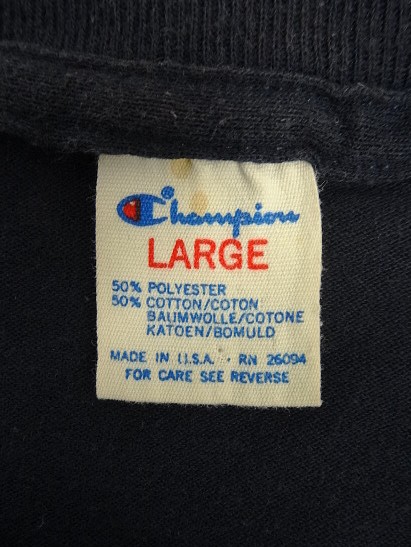 ®
Champion
LARGE
50% POLYESTER
50% COTTON/COTON
BAUMWOLLE/COTONE
KATOEN/BOMULD
MADE IN U.S.A. · RN 26094
FOR CARE SEE REVERSE